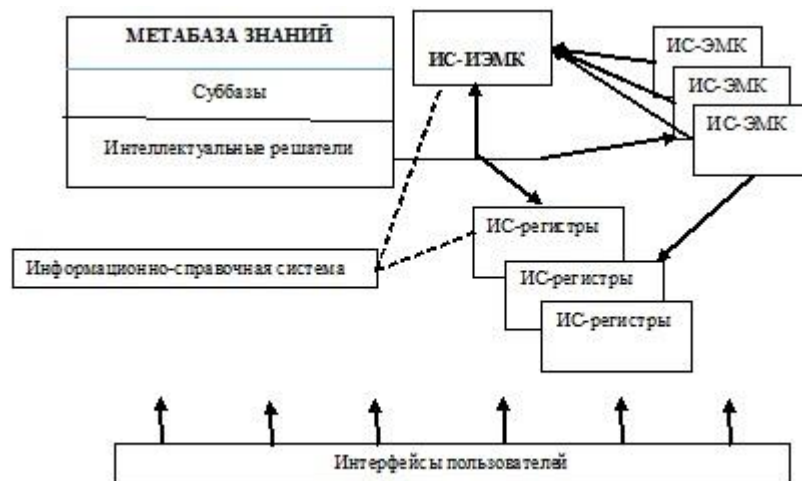 МЕТАБАЗА ЗНАНИЙ
Суббазы
Интеллектуальные решатели
ИС-ИЭМК
ИС-ЭМК
ИС-ЭМК
ИС-ЭМК
ИС-регистры
ИС-регистры
ИС-регистры
Информационно-справочная система
Интерфейсы пользователей